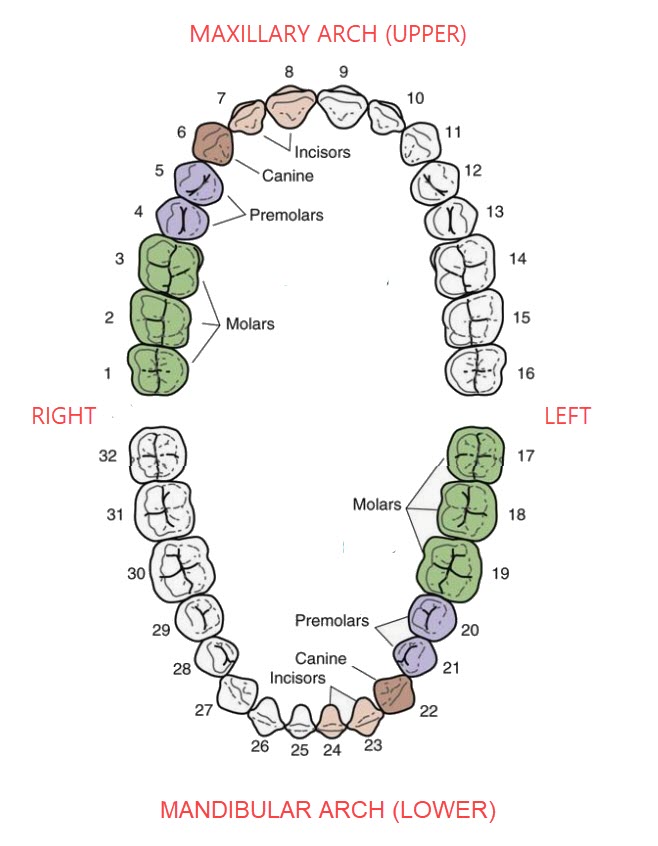 MAXILLARY ARCH (UPPER)
8 9
7 10
6 11
Incisors
5 Canine 12
4 Premolars 13
3 14
2 Molars 15
1 16
RIGHT LEFT
32 17
31 Molars 18
30 19
29 Premolars 20
28 Canine 21
Incisors
27 22
26 25 24 23
MANDIBULAR ARCH (LOWER)